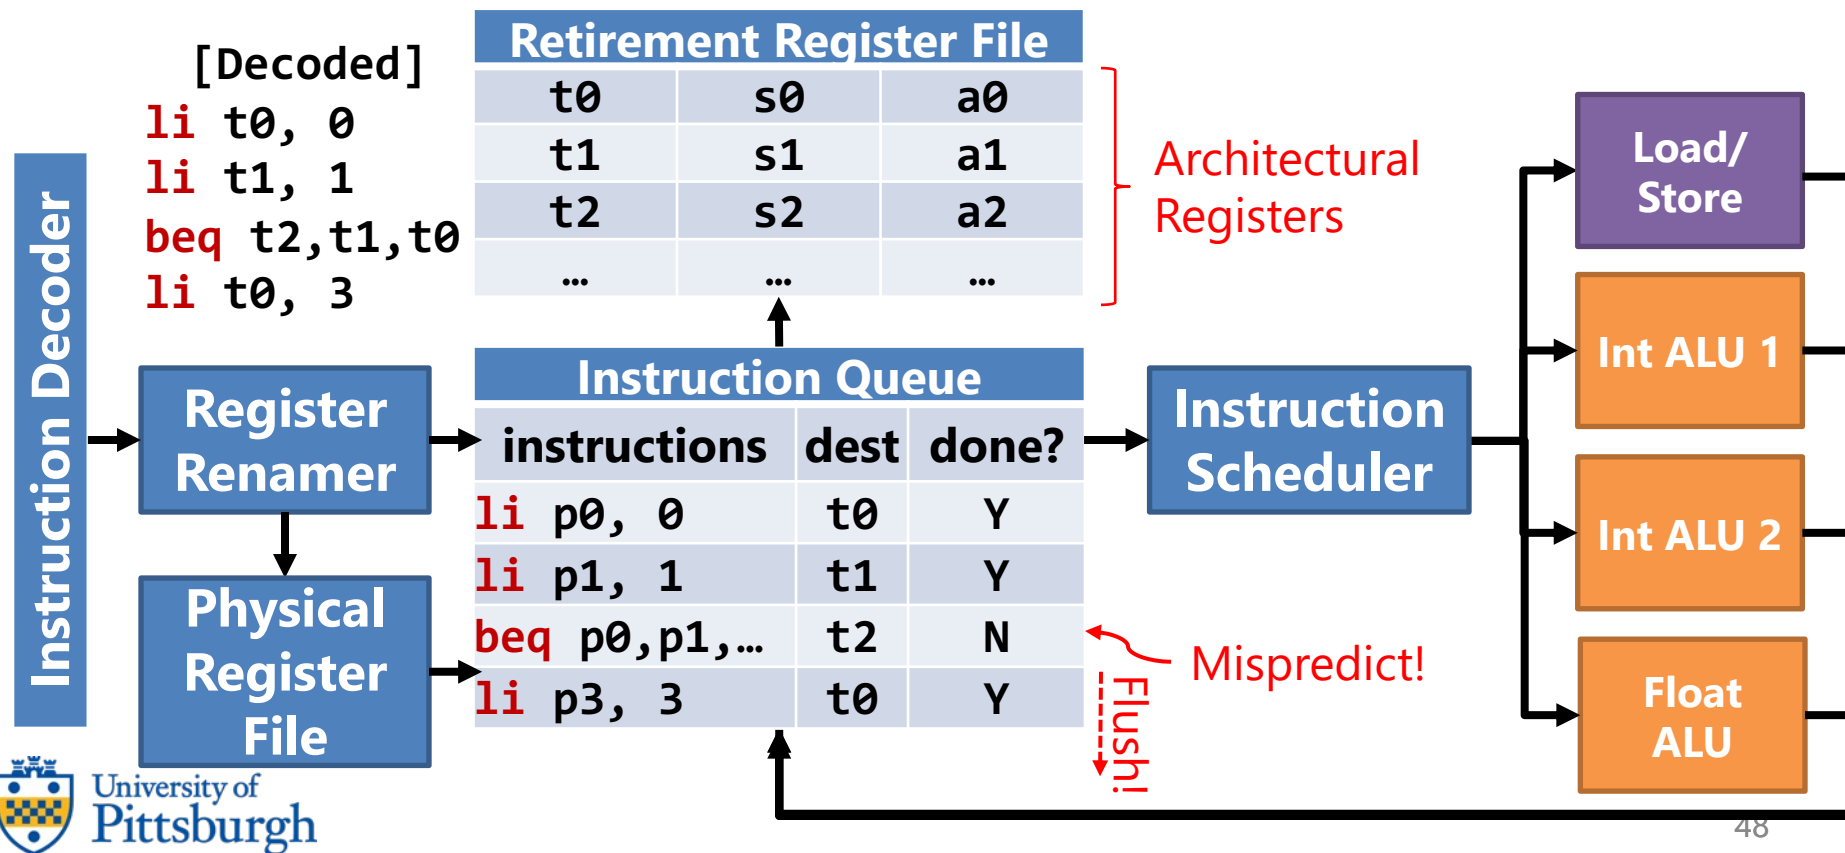 [Decoded]
li t0, 0
li t1, 1
beq t2,t1,t0
li t0, 3
Instruction Decoder
Retirement Register File
t0 s0 a0
t1 s1 a1
t2 s2 a2
… … …
Architectural
Registers
Register
Renamer
Physical
Register
File
Instruction Queue
instructions dest done?
li p0, 0 t0 Y
li p1, 1 t1 Y
beq p0,p1,… t2 N
li p3, 3 t0 Y
Mispredict!
Flush!
Instruction
Scheduler
Load/
Store
Int ALU 1
Int ALU 2
Float
ALU
University of
Pittsburgh
48